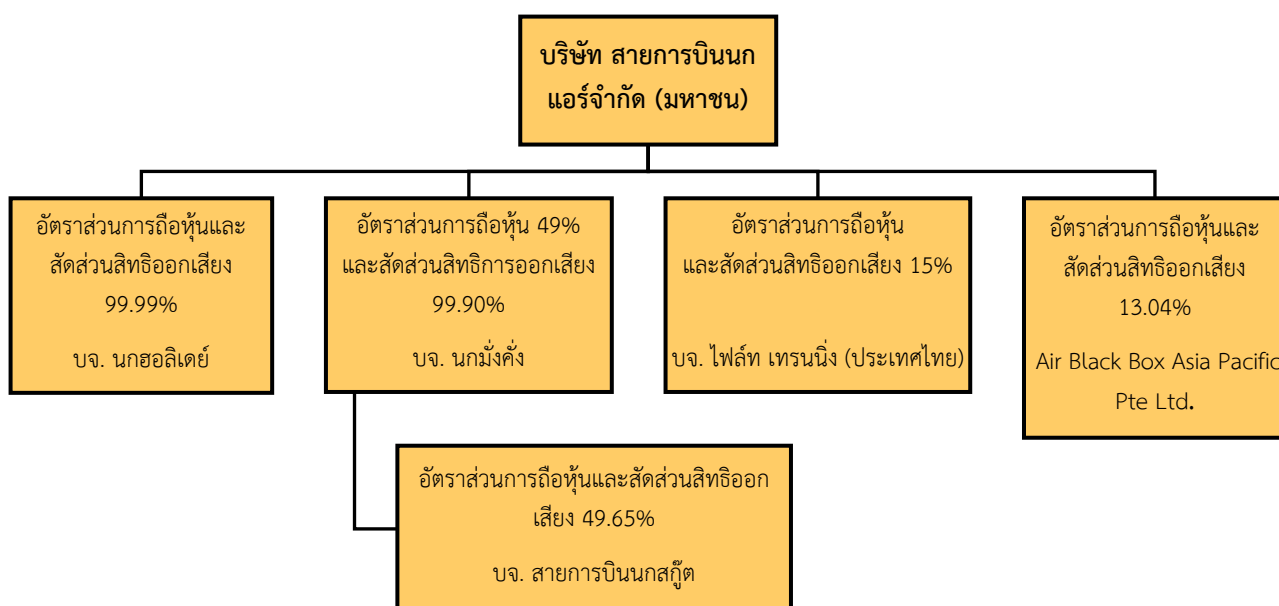 บริษัท สายการบินนก
แอร์จำกัด (มหาชน)
อัตราส่วนการถือหุ้นและ
สัดส่วนสิทธิออกเสียง
99.99%
บจ. นกฮอลิเดย์
อัตราส่วนการถือหุ้น 49%
และสัดส่วนสิทธิการออกเสียง
99.90%
บจ. นกมั่งคั่ง
อัตราส่วนการถือหุ้น
และสัดส่วนสิทธิออกเสียง 15%
บจ. ไฟล์ท เทรนนิ่ง (ประเทศไทย)
อัตราส่วนการถือหุ้นและ
สัดส่วนสิทธิออกเสียง
13.04%
Air Black Box Asia Pacific
Pte Ltd.
อัตราส่วนการถือหุ้นและสัดส่วนสิทธิออก
เสียง 49.65%
บจ. สายการบินนกสกู๊ต